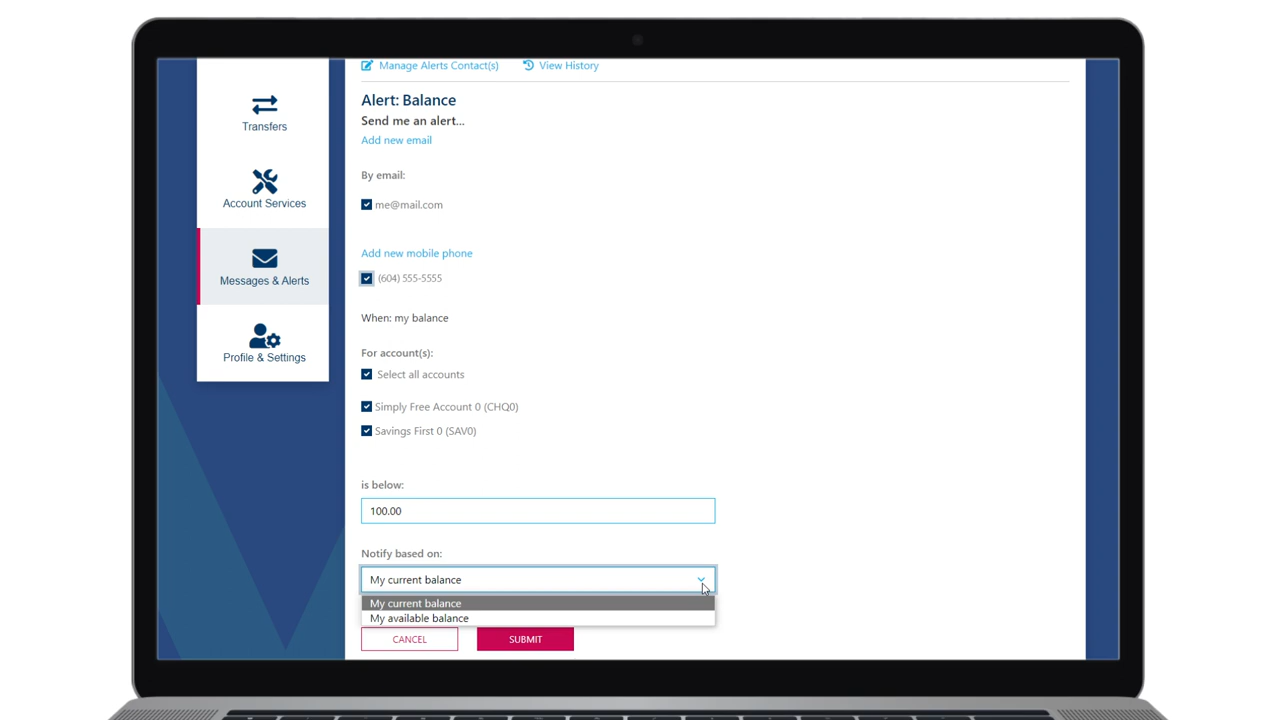 Manage Alerts Contact(s)
View History
Transfers
Account Services
Messages & Alerts
Profile & Settings
Alert: Balance
Send me an alert...
Add new email
By email:
me@mail.com
Add new mobile phone
(604) 555-5555
When: my balance
For account(s):
Select all accounts
Simply Free Account 0 (CHQ0)
Savings First 0 (SAV0)
is below:
100.00
Notify based on:
My current balance
My current balance
My available balance
CANCEL
SUBMIT